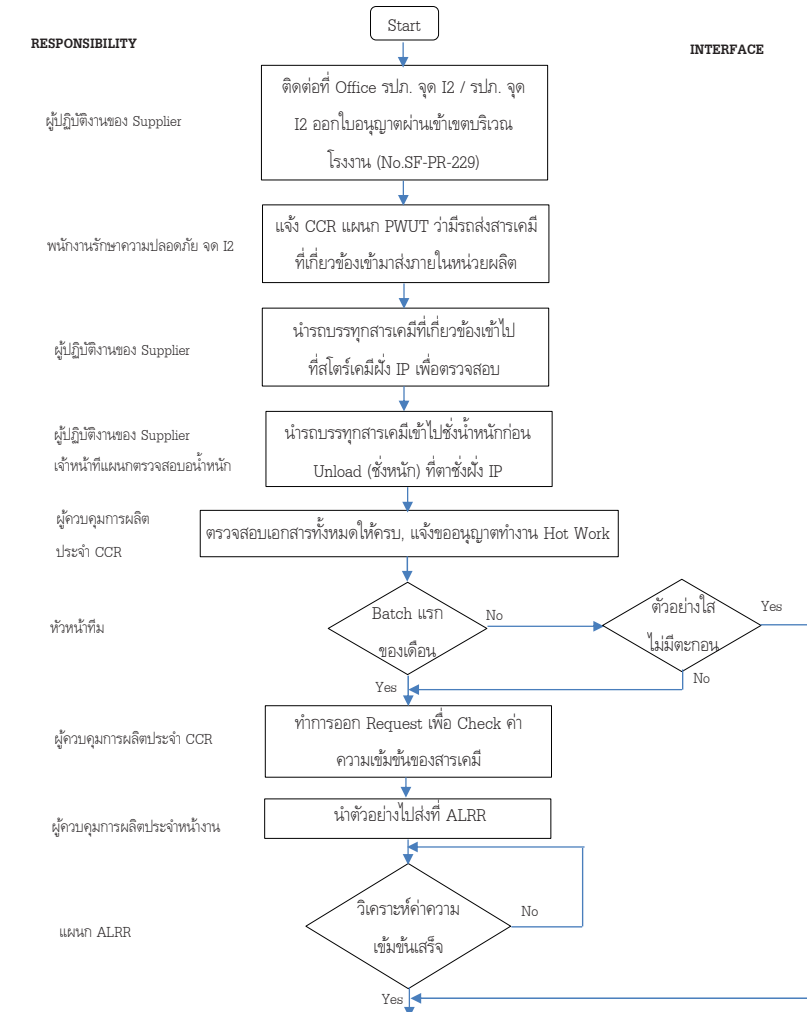 Start
RESPONSIBILITY
INTERFACE
ติดต่อที่ Office รปภ. จุด I2 / รปภ. จุด
I2 ออกใบอนุญาตผ่านเข้าเขตบริเวณ
โรงงาน (No.SF-PR-229)
ผู้ปฏิบัติงานของ Supplier
แจ้ง CCR แผนก PWUT ว่ามีรถส่งสารเคมี
ที่เกี่ยวข้องเข้ามาส่งภายในหน่วยผลิต
พนักงานรักษาความปลอดภัย จด I2
นำรถบรรทุกสารเคมีที่เกี่ยวข้องเข้าไป
ที่สโตร์เคมีฝั่ง IP เพื่อตรวจสอบ
ผู้ปฏิบัติงานของ Supplier
นำรถบรรทุกสารเคมีเข้าไปชั่งน้ำหนักก่อน
Unload (ชั่งหนัก) ที่ตาชั่งฝั่ง IP
ผู้ปฏิบัติงานของ Supplier
เจ้าหน้าที่แผนกตรวจสอบอน้ำหนัก
ผู้ควบคุมการผลิต
ประจำ CCR
ตรวจสอบเอกสารทั้งหมดให้ครบ, แจ้งขออนุญาตทำงาน Hot Work
หัวหน้าทีม
Batch แรก
ของเดือน
No
ตัวอย่างใส
ไม่มีตะกอน
Yes
No
Yes
ผู้ควบคุมการผลิตประจำ CCR
ทำการออก Request เพื่อ Check ค่า
ความเข้มข้นของสารเคมี
ผู้ควบคุมการผลิตประจำหน้างาน
นำตัวอย่างไปส่งที่ ALRR
แผนก ALRR
วิเคราะห์ค่าความ
เข้มข้นเสร็จ
No
Yes